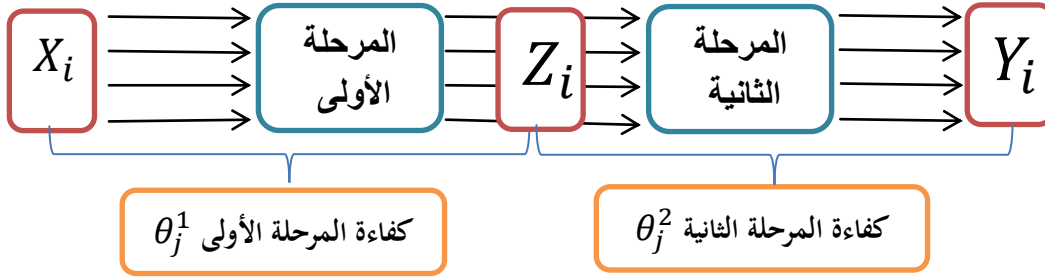 X_i
المرحلة
الأولى
Z_i
المرحلة
الثانية
Y_i
كفاءة المرحلة الأولى θ_j^1
كفاءة المرحلة الثانية θ_j^2